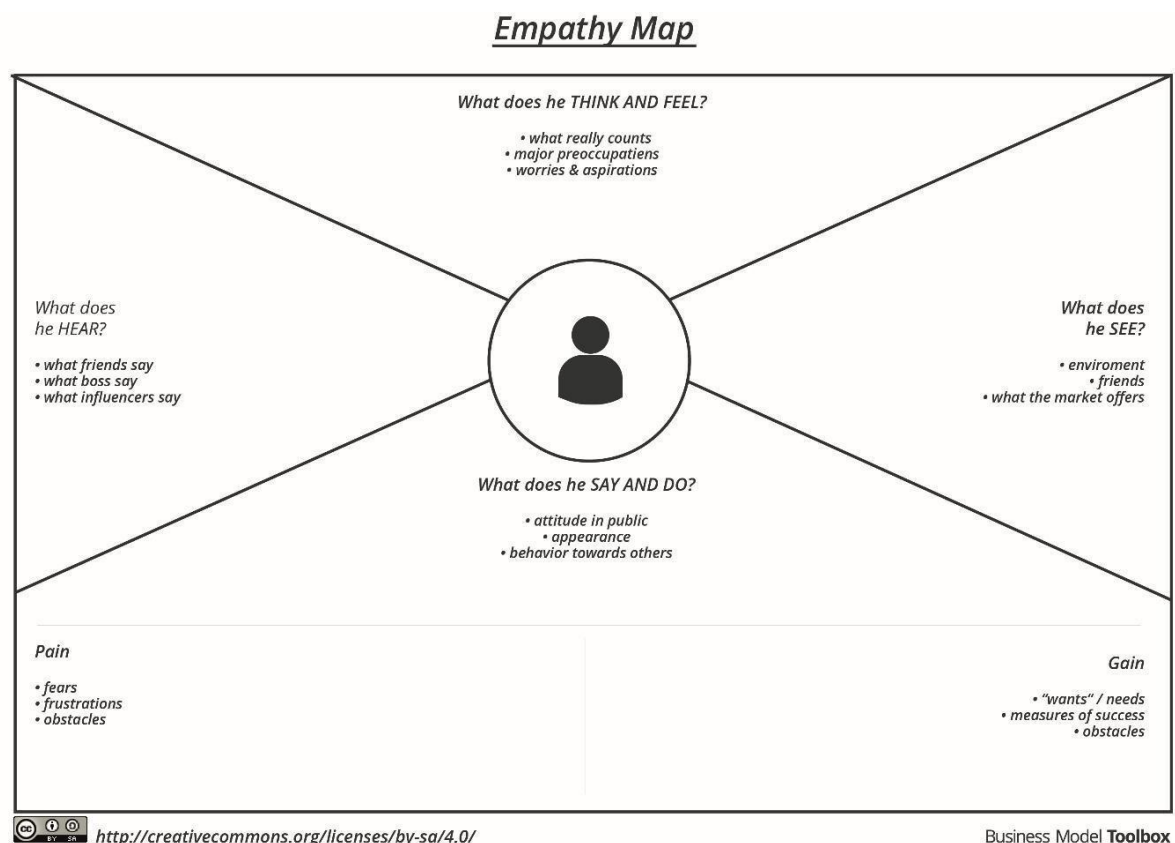 Empathy Map
What does he THINK AND FEEL?
• what really counts
• major preoccupatiens
• worries & aspirations
What does
he HEAR?
• what friends say
• what boss say
• what influencers say
What does
he SEE?
• enviroment
• friends
• what the market offers
What does he SAY AND DO?
• attitude in public
• appearance
• behavior towards others
Pain
• fears
• frustrations
• obstacles
Gain
• “wants“ / needs
• measures of success
• obstacles
cc BY SA
http://creativecommons.org/licenses/by-sa/4.0/
Business Model Toolbox